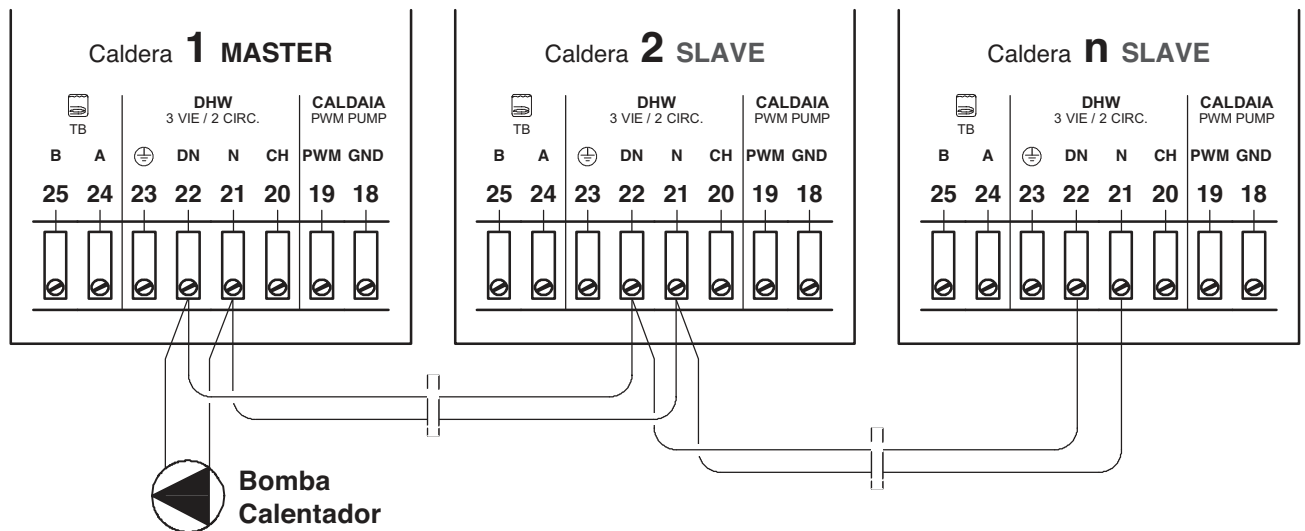 Caldera 1 MASTER
TB
DHW
3 VIE / 2 CIRC.
CALDAIA
PWM PUMP
B A DN N CH PWM GND
25 24 23 22 21 20 19 18
Caldera 2 SLAVE
TB
DHW
3 VIE / 2 CIRC.
CALDAIA
PWM PUMP
B A DN N CH PWM GND
25 24 23 22 21 20 19 18
Caldera n SLAVE
TB
DHW
3 VIE / 2 CIRC.
CALDAIA
PWM PUMP
B A DN N CH PWM GND
25 24 23 22 21 20 19 18
Bomba
Calentador